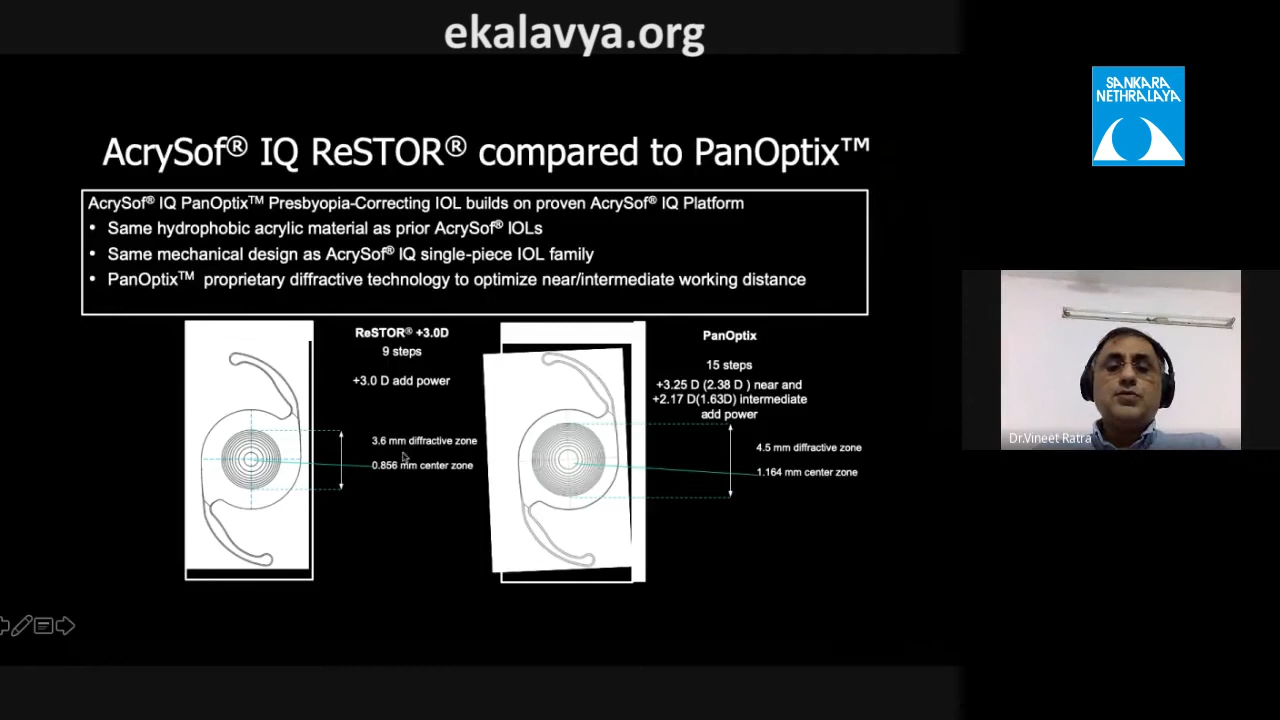 ekalavya.org
SANKARA
NETHRALAYA
AcrySof® IQ ReSTOR® compared to PanOptix™
AcrySof® IQ PanOptix™ Presbyopia-Correcting IOL builds on proven AcrySof® IQ Platform
• Same hydrophobic acrylic material as prior AcrySof® IOLs
• Same mechanical design as AcrySof® IQ single-piece IOL family
• PanOptix™ proprietary diffractive technology to optimize near/intermediate working distance
ReSTOR® +3.0D
9 steps
+3.0 D add power
3.6 mm diffractive zone
0.856 mm center zone
PanOptix
15 steps
+3.25 D (2.38 D ) near and
+2.17 D(1.63D) intermediate
add power
4.5 mm diffractive zone
1.164 mm center zone
Dr.Vineet Ratra